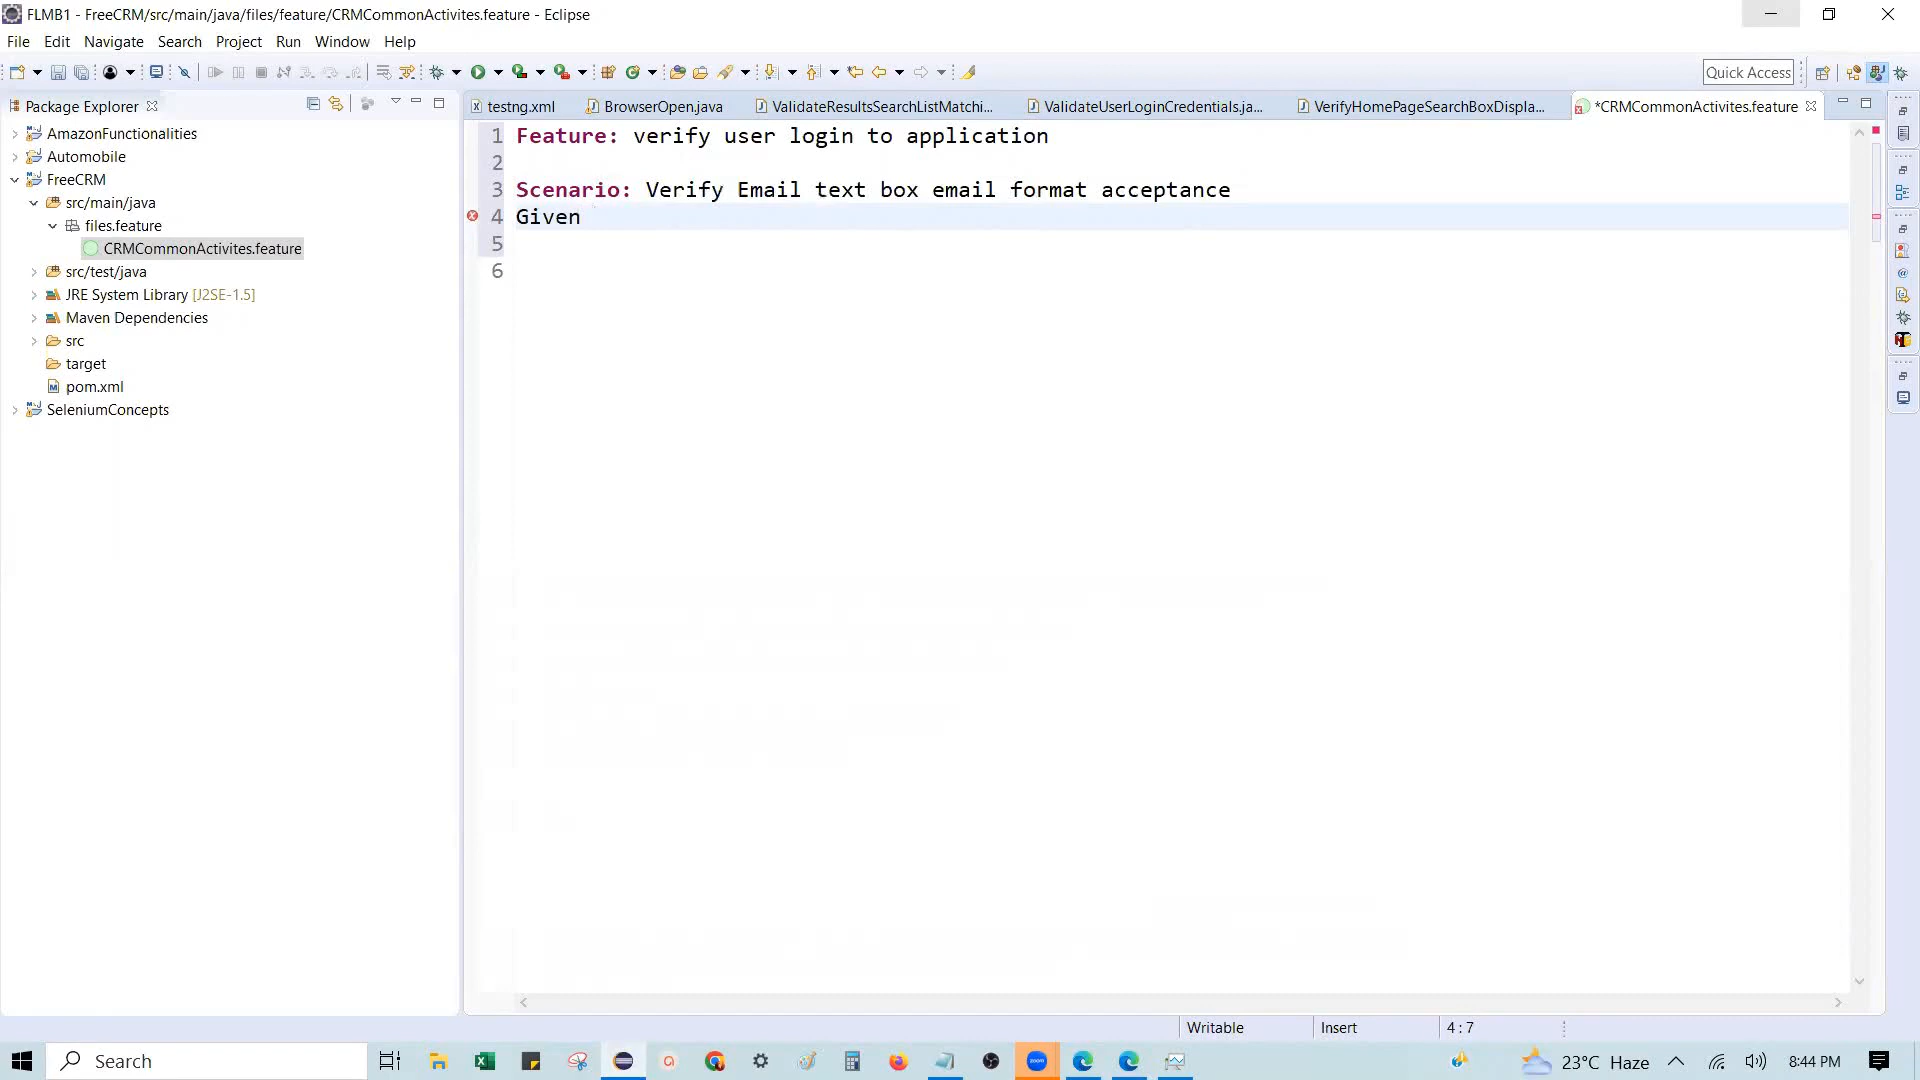 FLMB1 - FreeCRM/src/main/java/files/feature/CRMCommonActivites.feature - Eclipse
File Edit Navigate Search Project Run Window Help
Quick Access
Package Explorer
testng.xml BrowserOpen.java ValidateResultsSearchListMatchi... ValidateUserLoginCredentials.ja... VerifyHomePageSearchBoxDispla... *CRMCommonActivites.feature
AmazonFunctionalities
Automobile
FreeCRM
src/main/java
files.feature
CRMCommonActivites.feature
src/test/java
JRE System Library [J2SE-1.5]
Maven Dependencies
src
target
pom.xml
SeleniumConcepts
1 Feature: verify user login to application
2
3 Scenario: Verify Email text box email format acceptance
4 Given
5
6
Writable Insert 4 : 7
Search
zoom
23°C Haze 8:44 PM